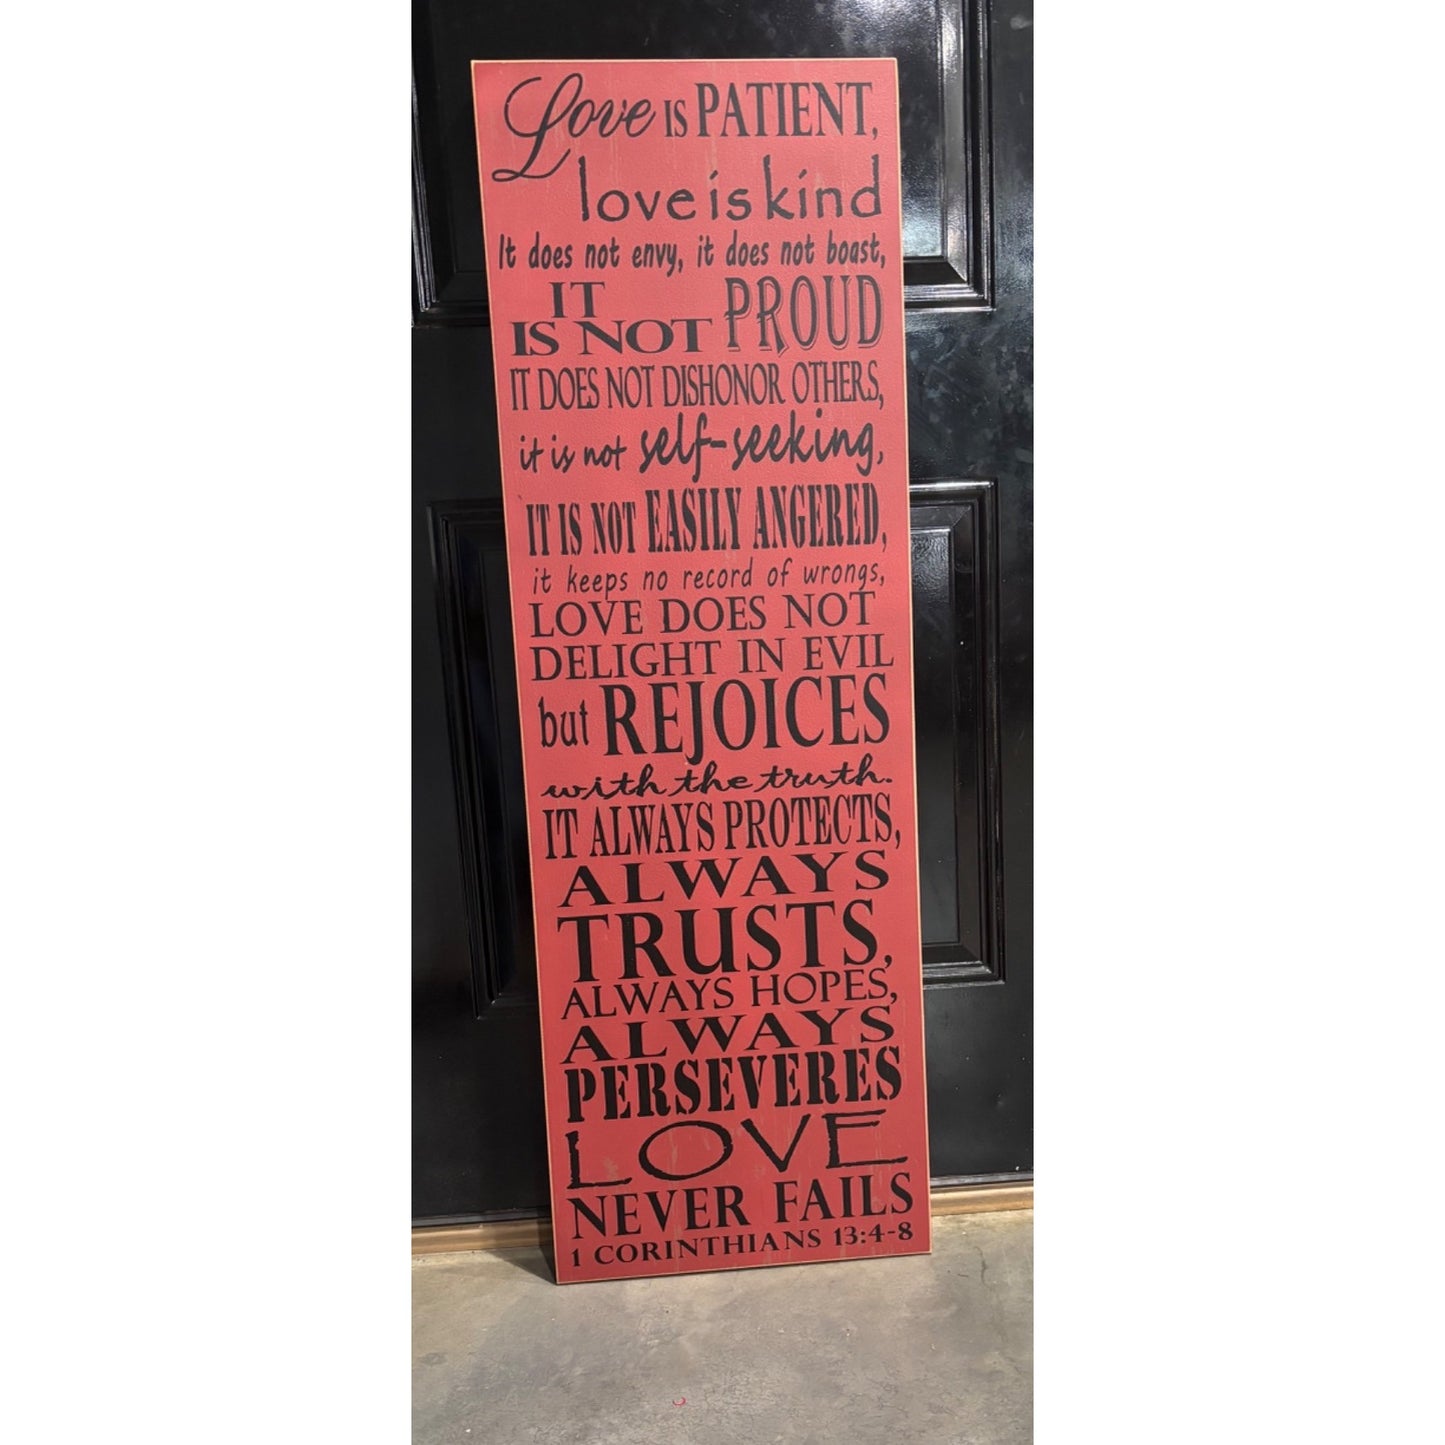 Love IS PATIENT,
love is kind
It does not envy, it does not boast,
IT
IS NOT PROUD
IT DOES NOT DISHONOR OTHERS,
it is not self-seeking,
IT IS NOT EASILY ANGERED,
it keeps no record of wrongs,
LOVE DOES NOT
DELIGHT IN EVIL
but REJOICES
with the truth.
IT ALWAYS PROTECTS,
ALWAYS
TRUSTS,
ALWAYS HOPES,
ALWAYS
PERSEVERES
LOVE
NEVER FAILS
1 CORINTHIANS 13:4-8